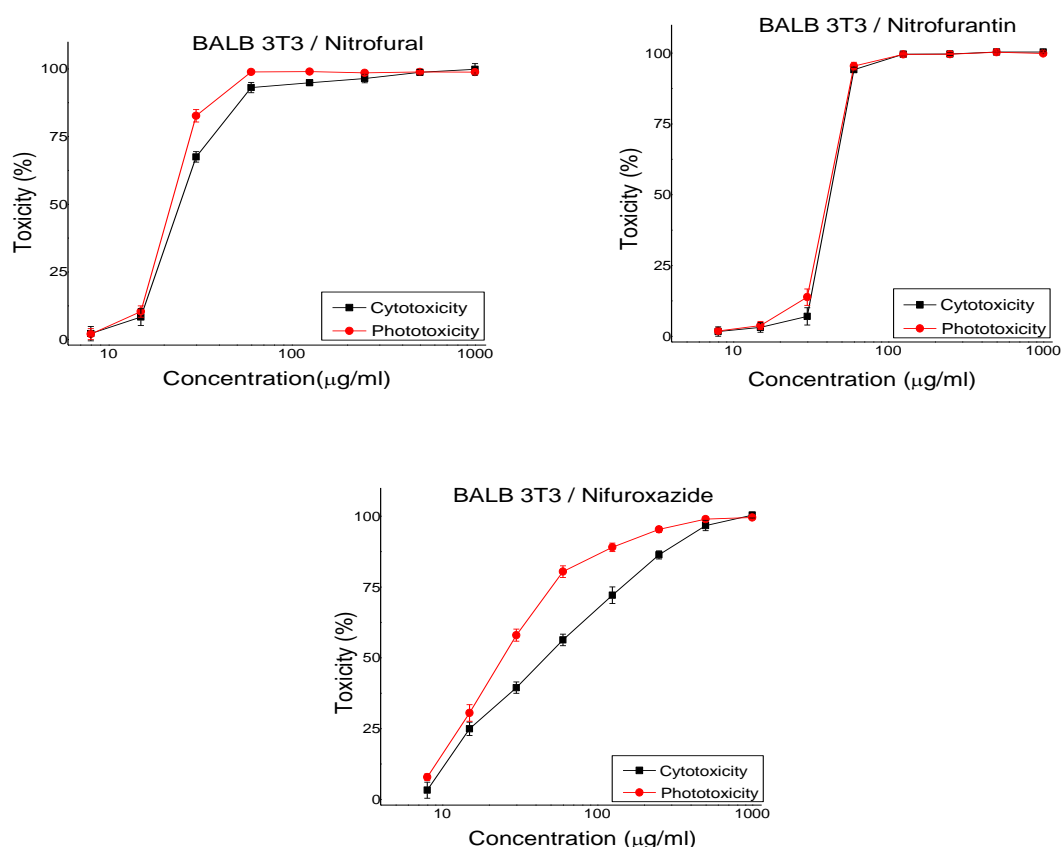 BALB 3T3 / Nitrofural
100
75
50
25
0
Toxicity (%)
Cytotoxicity
Phototoxicity
10
100
1000
Concentration(μg/ml)
BALB 3T3 / Nitrofurantin
100
75
50
25
0
Toxicity (%)
Cytotoxicity
Phototoxicity
10
100
1000
Concentration (μg/ml)
BALB 3T3 / Nifuroxazide
100
75
50
25
0
Toxicity (%)
Cytotoxicity
Phototoxicity
10
100
1000
Concentration (μg/ml)